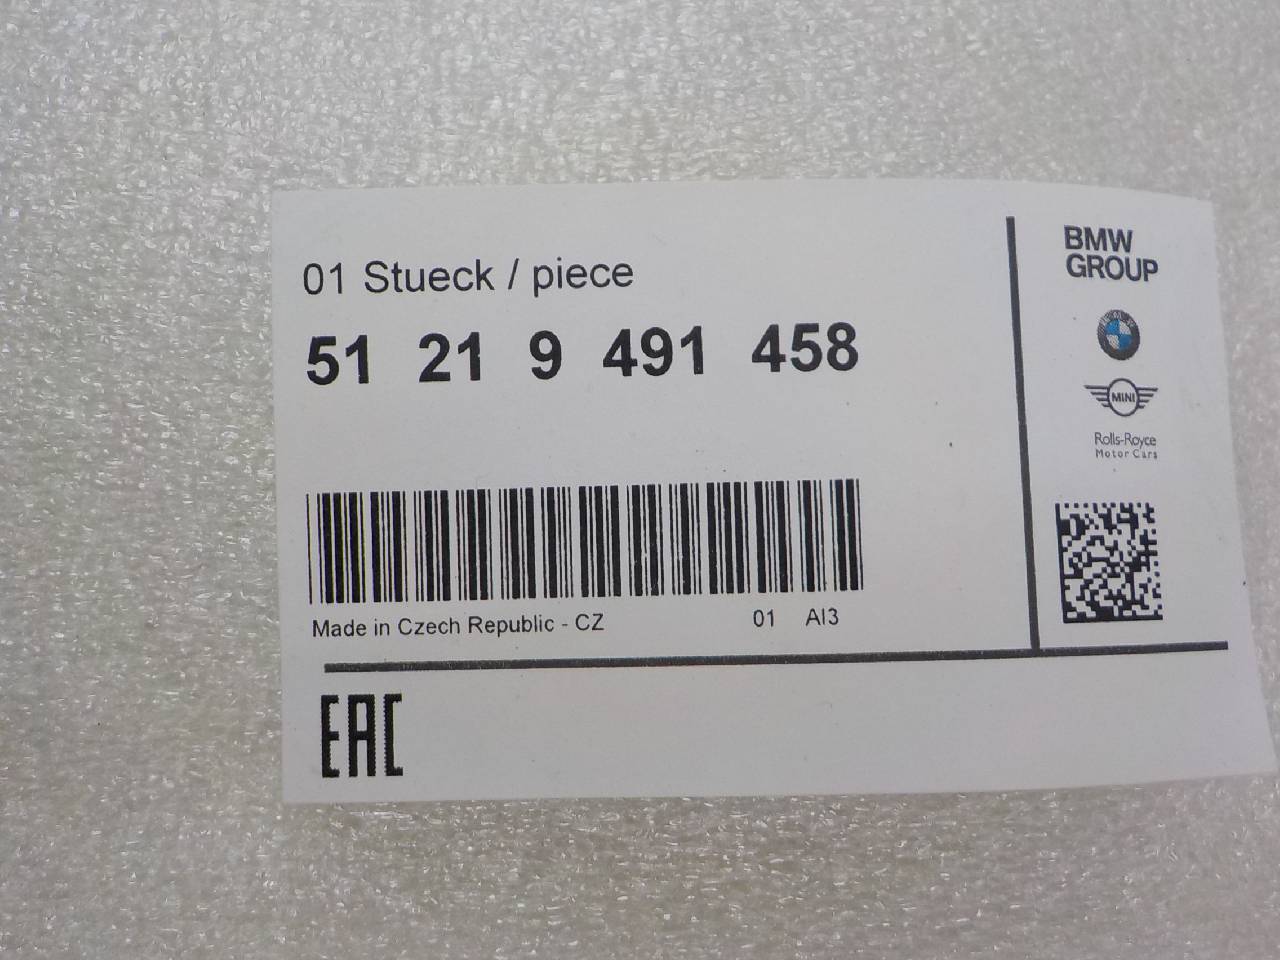 01 Stueck / piece
51 21 9 491 458
Made in Czech Republic - CZ 01 AI3
EAC
BMW
GROUP
MINI
Rolls-Royce
Motor Cars